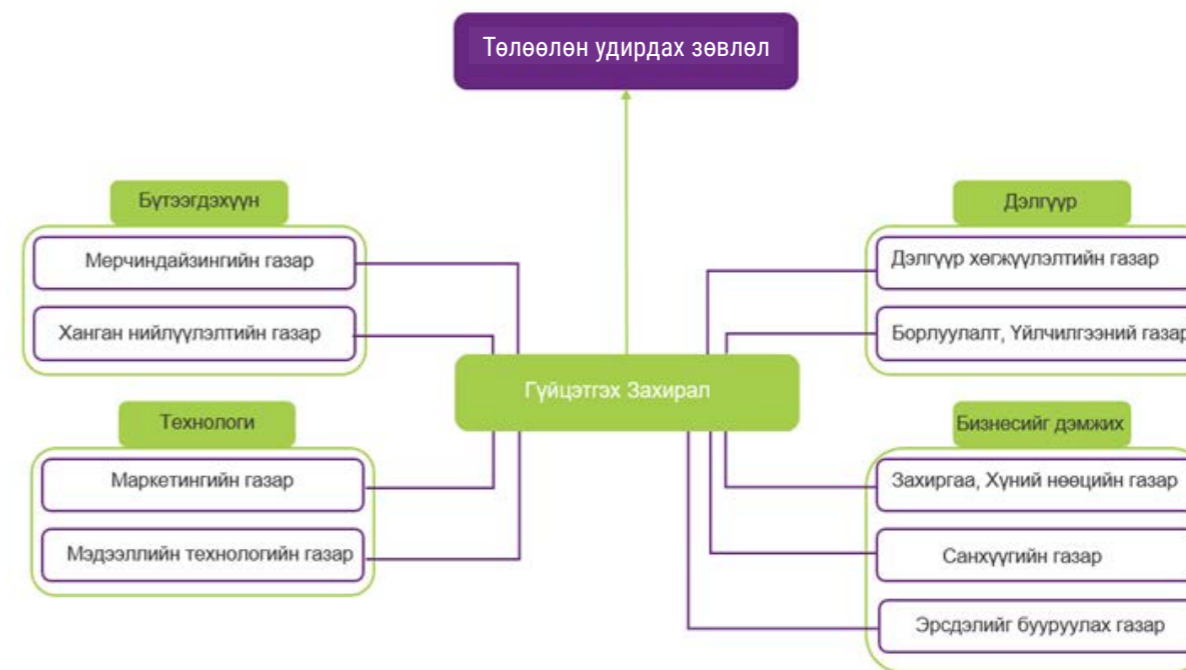 Төлөөлөн удирдах зөвлөл
Бүтээгдэхүүн
Мерчиндайзингийн газар
Ханган нийлүүлэлтийн газар
Дэлгүүр
Дэлгүүр хөгжүүлэлтийн газар
Борлуулалт, Үйлчилгээний газар
Гүйцэтгэх Захирал
Технологи
Маркетингийн газар
Мэдээллийн технологийн газар
Бизнесийг дэмжих
Захиргаа, Хүний нөөцийн газар
Санхүүгийн газар
Эрсдэлийг бууруулах газар